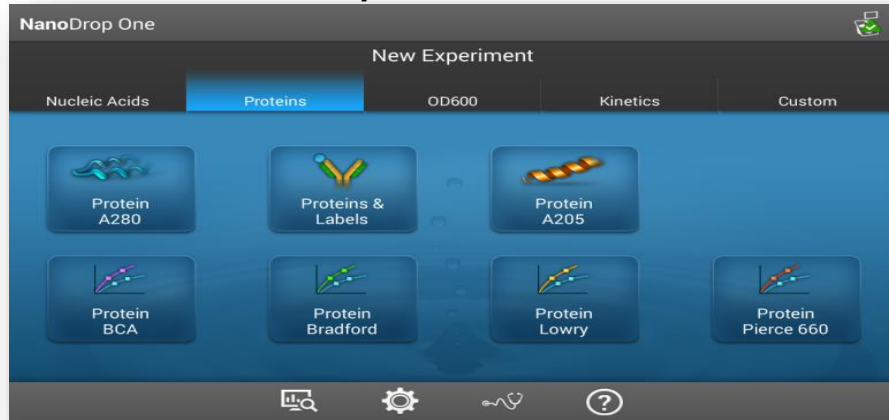 NanoDrop One
New Experiment
Nucleic Acids
Proteins
OD600
Kinetics
Custom
Protein
A280
Proteins &
Labels
Protein
A205
Protein
BCA
Protein
Bradford
Protein
Lowry
Protein
Pierce 660
?